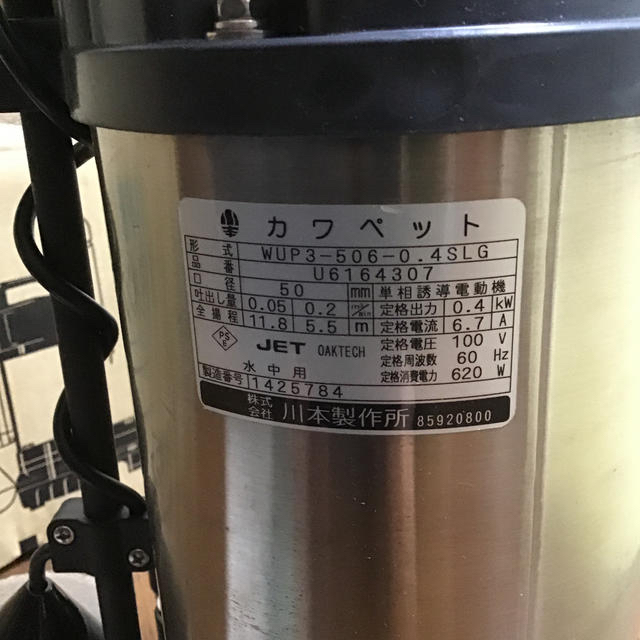 カワペット
形式 WUP3-506-0.4SLG
品番 U6164307
口径 50 mm 単相誘導電動機
吐出し量 0.05 0.2 m³/min 定格出力 0.4 kW
全揚程 11.8 5.5 m 定格電流 6.7 A
PS E JET OAKTECH 定格電圧 100 V
水中用 定格周波数 60 Hz
製造番号 1425784 定格消費電力 620 W
株式会社 川本製作所 85920800